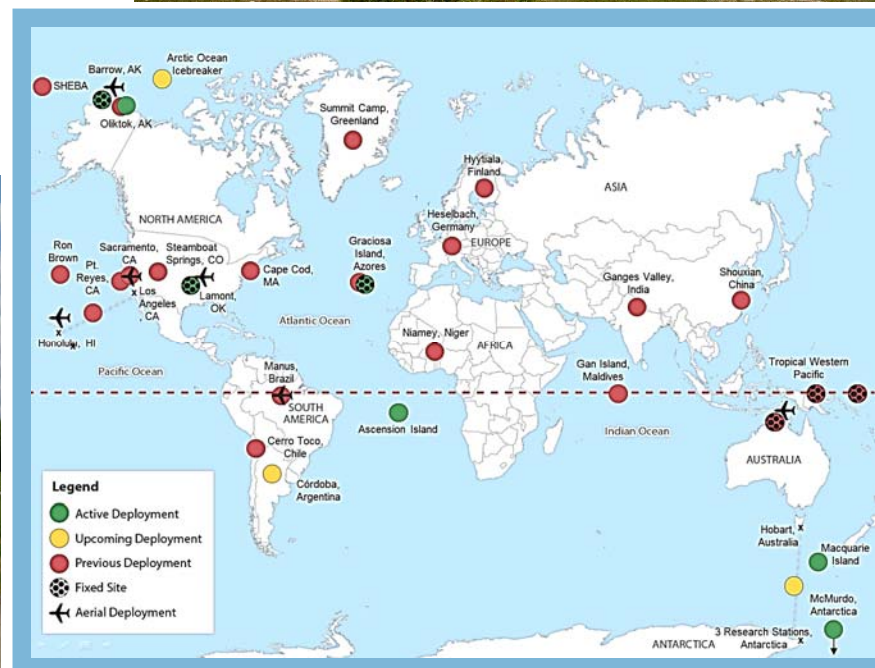 Arctic Ocean
Icebreaker
Barrow, AK
SHEBA
Oliktok, AK
Summit Camp,
Greenland
Hyytiala,
Finland
ASIA
NORTH AMERICA
Heselbach,
Germany
EUROPE
Ron
Brown
Pt.
Reyes,
CA
Sacramento,
CA
Steamboat
Springs, CO
Cape Cod,
MA
Graciosa
Island,
Azores
Ganges Valley,
India
Shouxian,
China
Los
Angeles
, CA
Lamont,
OK
Atlantic Ocean
Honolulu, HI
Niamey, Niger
AFRICA
Pacific Ocean
Manus,
Brazil
Gan Island,
Maldives
Tropical Western
Pacific
SOUTH
AMERICA
Ascension Island
Indian Ocean
Cerro Toco,
Chile
AUSTRALIA
Córdoba,
Argentina
Legend
Active Deployment
Upcoming Deployment
Previous Deployment
Fixed Site
Aerial Deployment
Hobart,
Australia
Macquarie
Island
McMurdo,
Antarctica
3 Research Stations,
Antarctica
ANTARCTICA